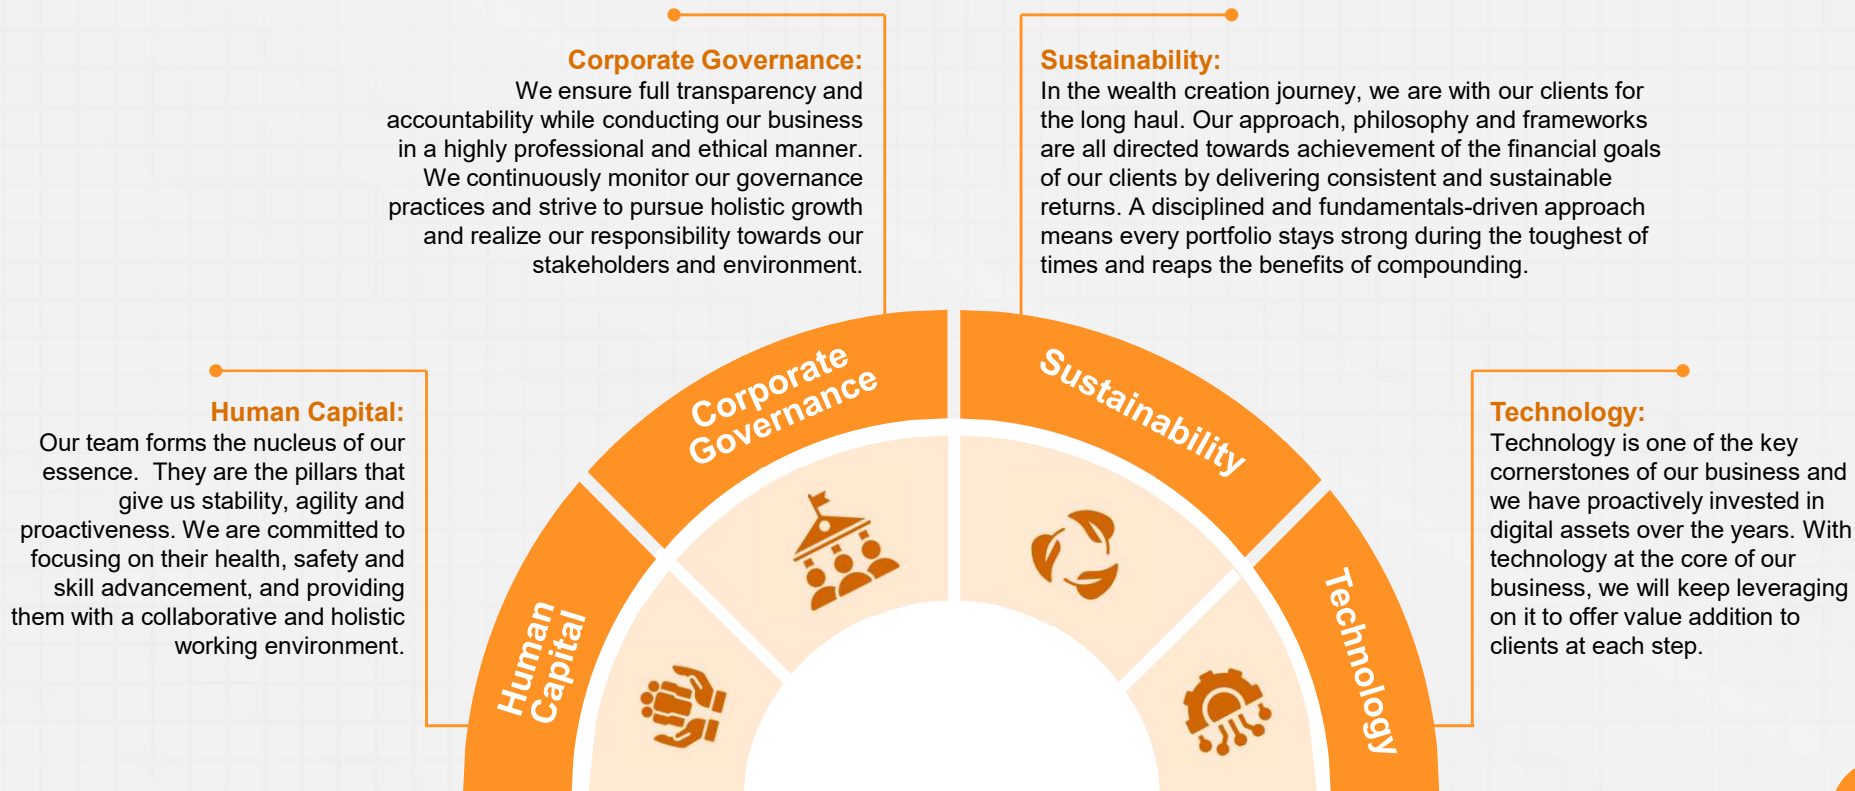 Corporate Governance:
We ensure full transparency and
accountability while conducting our business
in a highly professional and ethical manner.
We continuously monitor our governance
practices and strive to pursue holistic growth
and realize our responsibility towards our
stakeholders and environment.
Sustainability:
In the wealth creation journey, we are with our clients for
the long haul. Our approach, philosophy and frameworks
are all directed towards achievement of the financial goals
of our clients by delivering consistent and sustainable
returns. A disciplined and fundamentals-driven approach
means every portfolio stays strong during the toughest of
times and reaps the benefits of compounding.
Human Capital:
Our team forms the nucleus of our
essence.  They are the pillars that
give us stability, agility and
proactiveness. We are committed to
focusing on their health, safety and
skill advancement, and providing
them with a collaborative and holistic
working environment.
Corporate
Governance
Sustainability
Human
Capital
Technology
Technology:
Technology is one of the key
cornerstones of our business and
we have proactively invested in
digital assets over the years. With
technology at the core of our
business, we will keep leveraging
on it to offer value addition to
clients at each step.